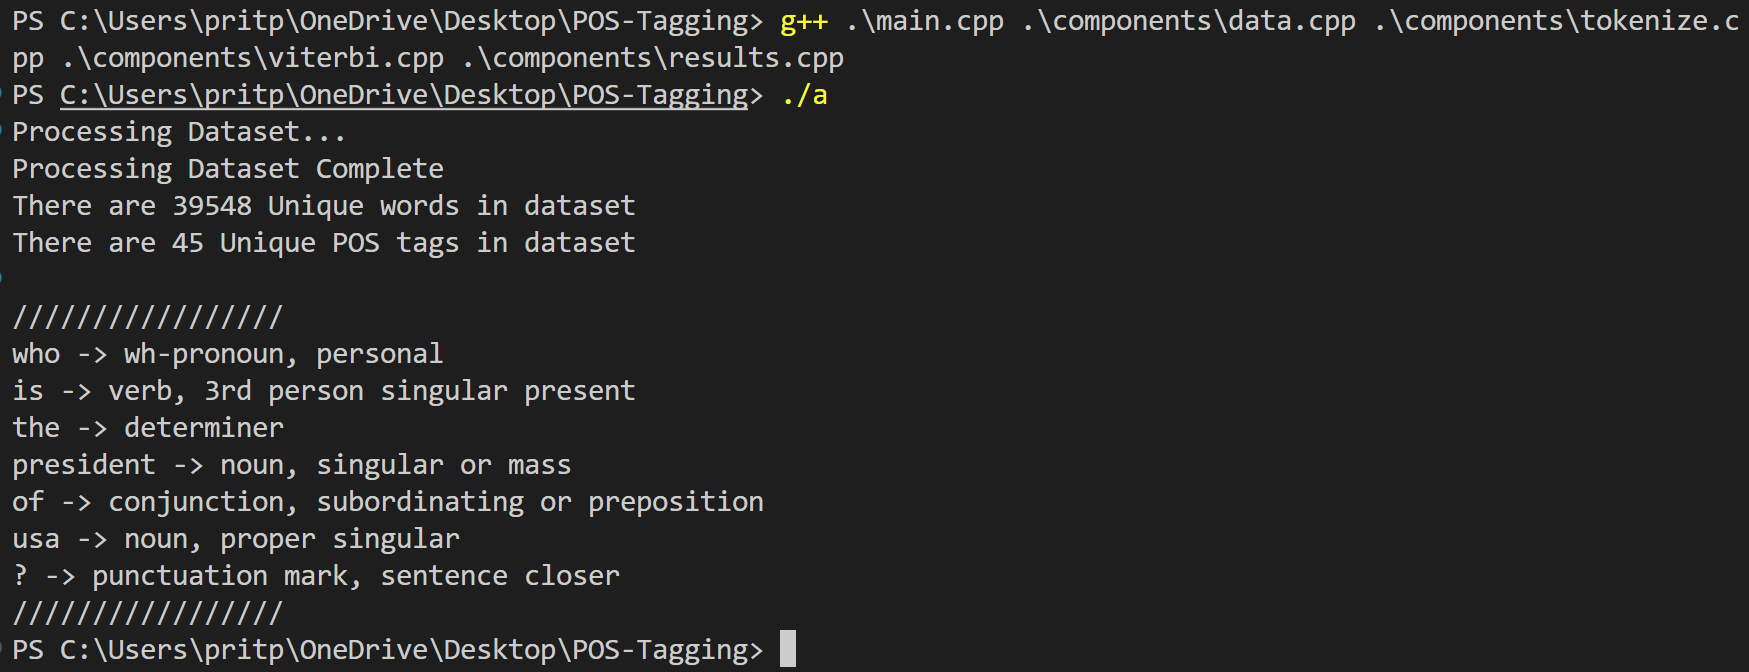 PS C:\Users\pritp\OneDrive\Desktop\POS-Tagging> g++ .\main.cpp .\components\data.cpp .\components\tokenize.c
pp .\components\viterbi.cpp .\components\results.cpp
PS C:\Users\pritp\OneDrive\Desktop\POS-Tagging> ./a
Processing Dataset...
Processing Dataset Complete
There are 39548 Unique words in dataset
There are 45 Unique POS tags in dataset
/////////////////
who -> wh-pronoun, personal
is -> verb, 3rd person singular present
the -> determiner
president -> noun, singular or mass
of -> conjunction, subordinating or preposition
usa -> noun, proper singular
? -> punctuation mark, sentence closer
/////////////////
PS C:\Users\pritp\OneDrive\Desktop\POS-Tagging>